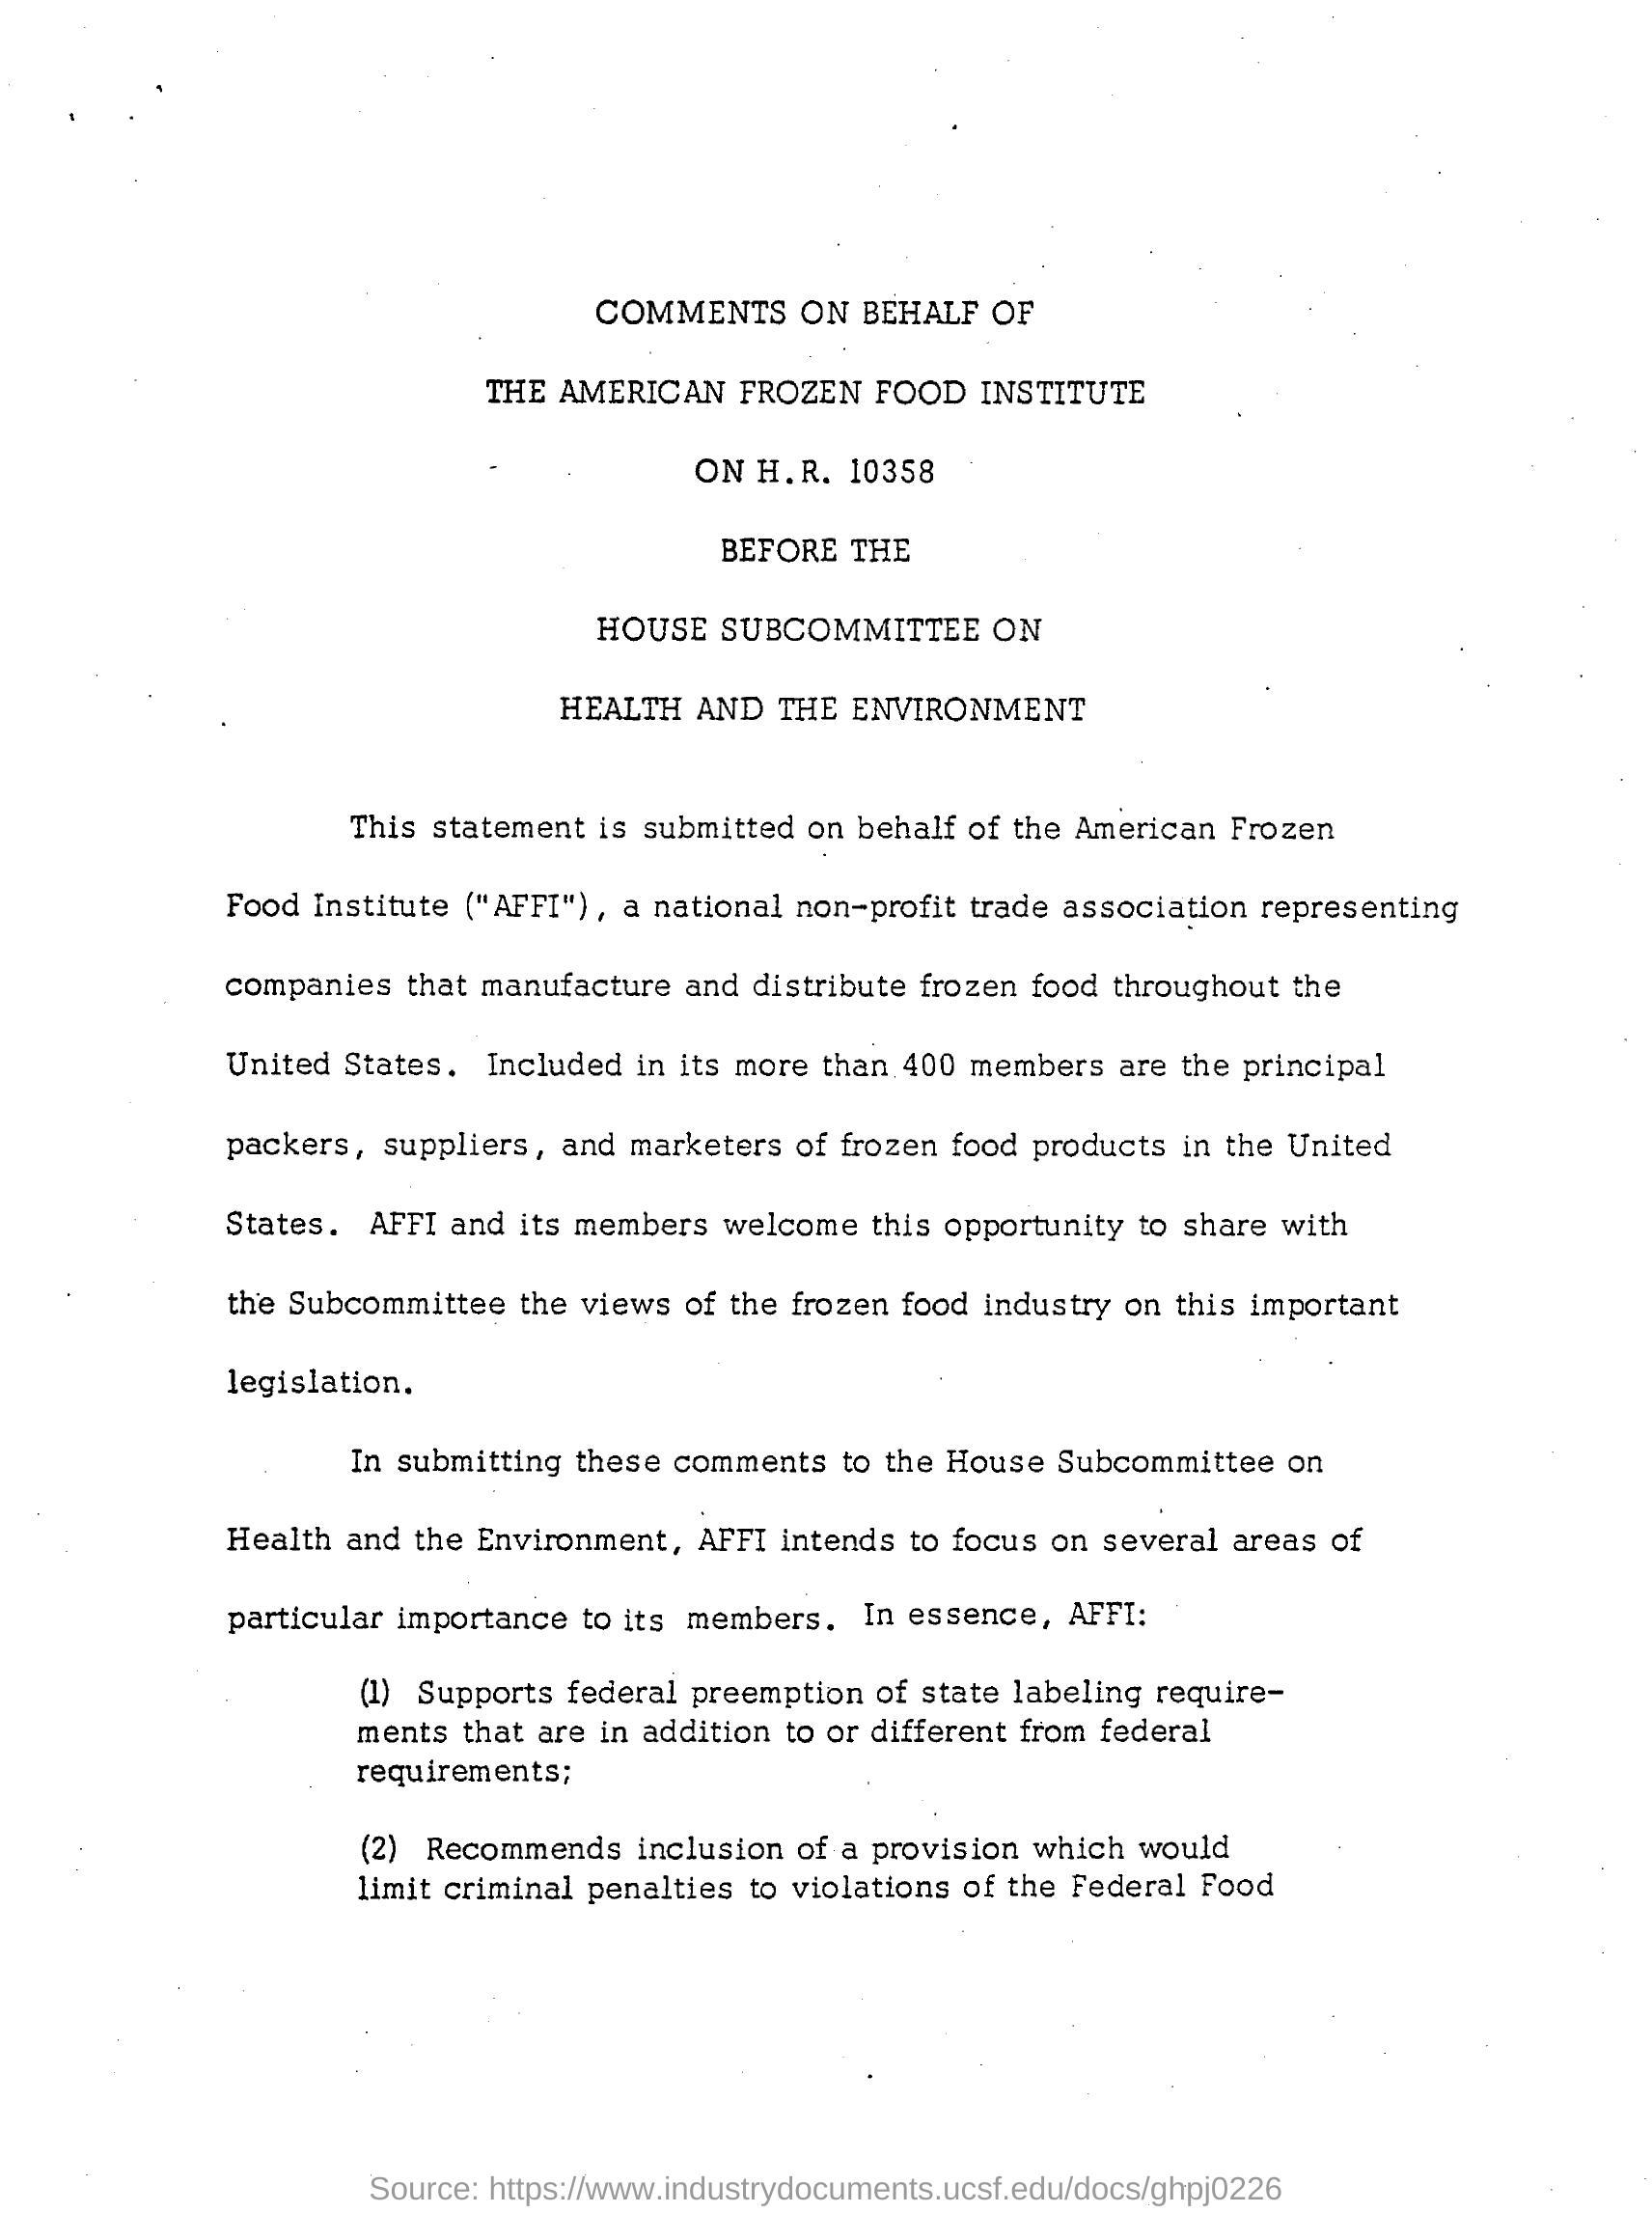 COMMENTS ON BEHALF OF
THE AMERICAN FROZEN FOOD INSTITUTE
ON H.R. 10358
BEFORE THE
HOUSE SUBCOMMITTEE ON
HEALTH AND THE ENVIRONMENT
This statement is submitted on behalf of the American Frozen
Food Institute ("AFFI"), a national non-profit trade association representing
companies that manufacture and distribute frozen food throughout the
United States. Included in its more than 400 members are the principal
packers, suppliers, and marketers of frozen food products in the United
States. AFFI and its members welcome this opportunity to share with
the Subcommittee the views of the frozen food industry on this important
legislation.
In submitting these comments to the House Subcommittee on
Health and the Environment, AFFI intends to focus on several areas of
particular importance to its members. In essence, AFFI:
(1) Supports federal preemption of state labeling require-
ments that are in addition to or different from federal
requirements;
(2) Recommends inclusion of a provision which would
limit criminal penalties to violations of the Federal Food
Source: https://www.industrydocuments.ucsf.edu/docs/ghpj0226